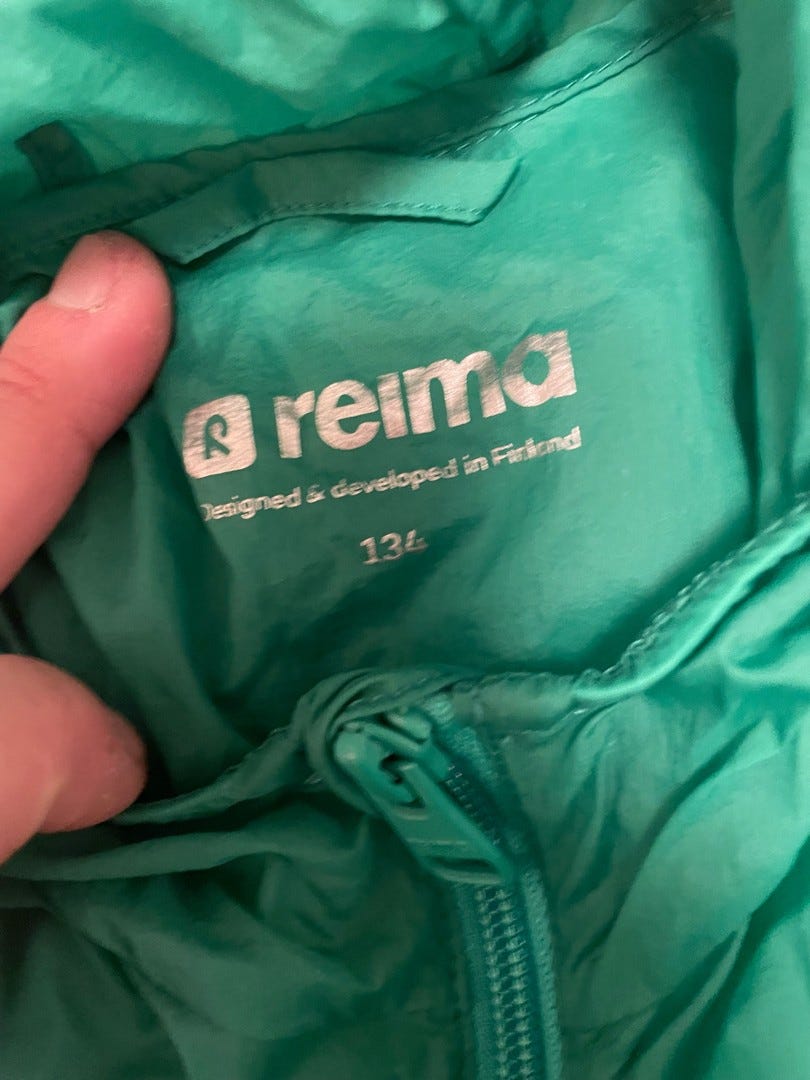 reima
Designed & developed in Finland
134